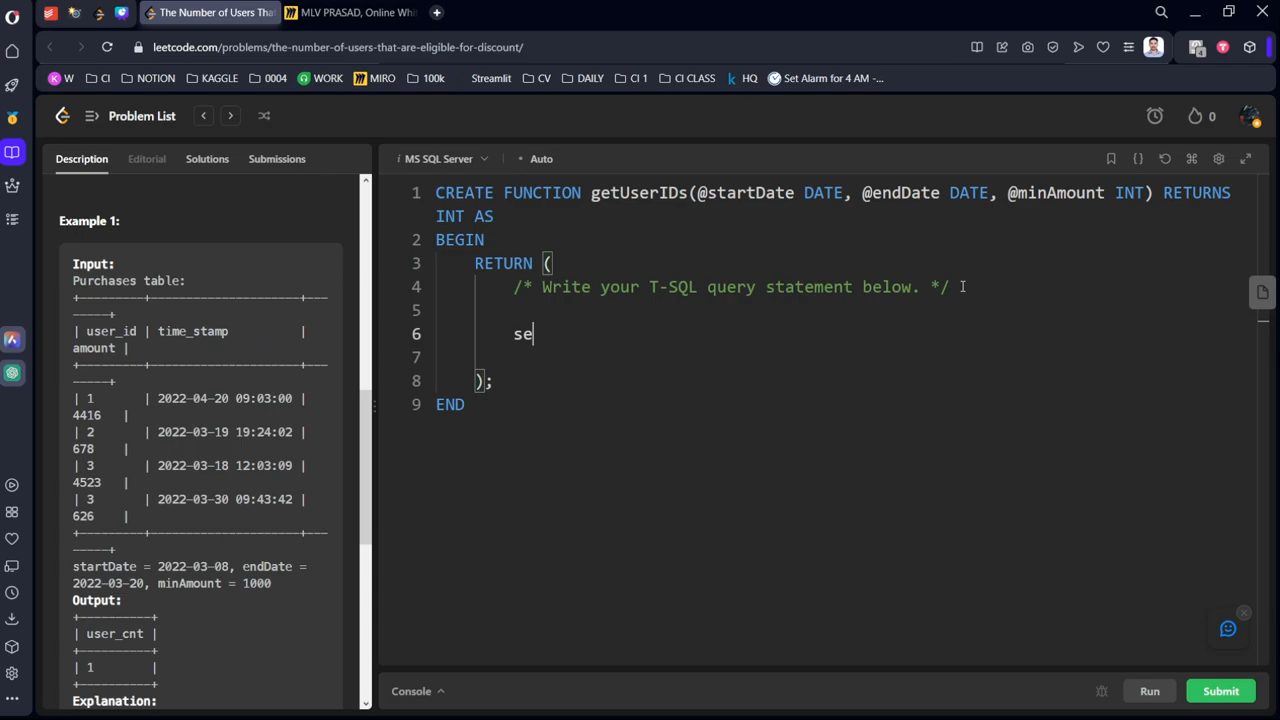 The Number of Users That
MLV PRASAD, Online Whi
leetcode.com/problems/the-number-of-users-that-are-eligible-for-discount/
K W
CI
NOTION
KAGGLE
0004
WORK
MIRO
100k
Streamlit
CV
DAILY
CI 1
CI CLASS
HQ
Set Alarm for 4 AM -...
Problem List
0
Description
Editorial
Solutions
Submissions
Example 1:
Input:
Purchases table:
+---------+---------------------+---
-----+
| user_id | time_stamp |
amount |
+---------+---------------------+---
-----+
| 1 | 2022-04-20 09:03:00 |
4416 |
| 2 | 2022-03-19 19:24:02 |
678 |
| 3 | 2022-03-18 12:03:09 |
4523 |
| 3 | 2022-03-30 09:43:42 |
626 |
+---------+---------------------+---
-----+
startDate = 2022-03-08, endDate =
2022-03-20, minAmount = 1000
Output:
+----------+
| user_cnt |
+----------+
| 1 |
+----------+
Explanation:
i MS SQL Server
• Auto
1 CREATE FUNCTION getUserIDs(@startDate DATE, @endDate DATE, @minAmount INT) RETURNS
INT AS
2 BEGIN
3 RETURN (
4 /* Write your T-SQL query statement below. */
5
6 se
7
8 );
9 END
Console
Run
Submit